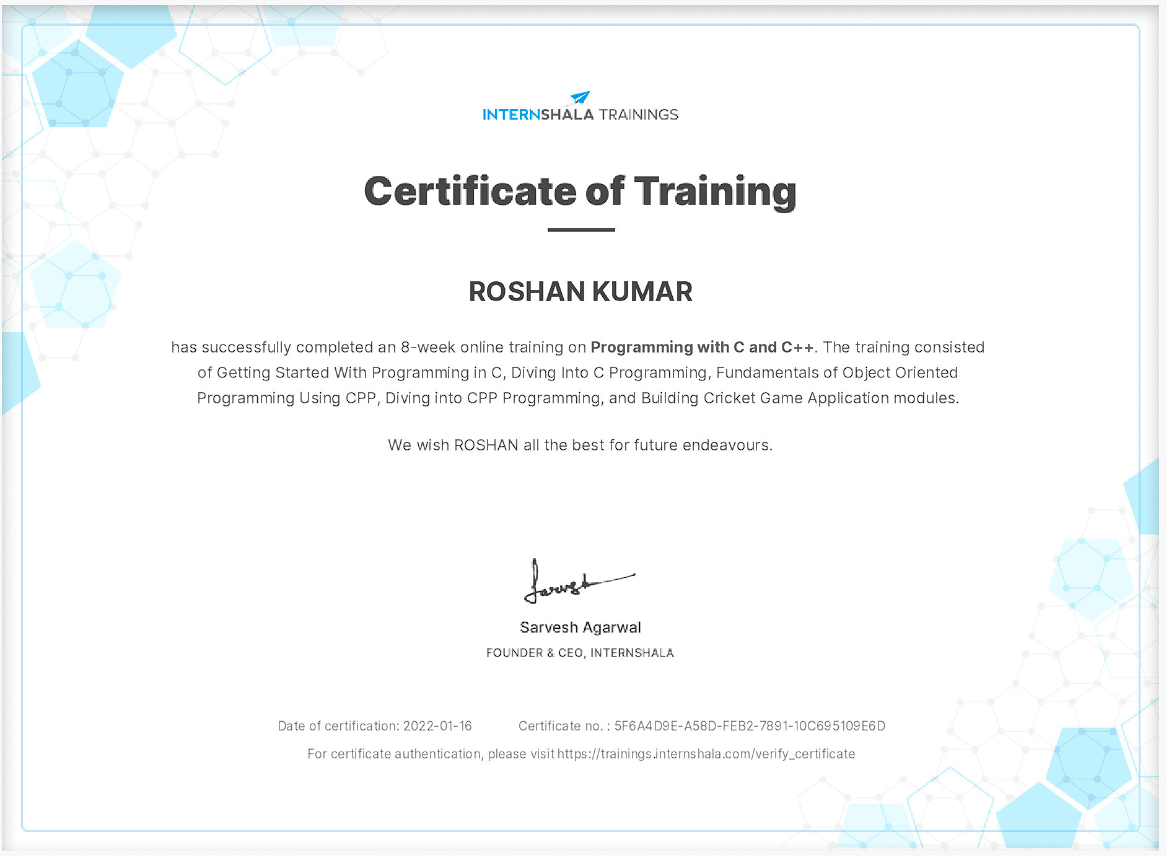 INTERNSHALA TRAININGS
Certificate of Training
ROSHAN KUMAR
has successfully completed an 8-week online training on Programming with C and C++. The training consisted
of Getting Started With Programming in C, Diving Into C Programming, Fundamentals of Object Oriented
Programming Using CPP, Diving into CPP Programming, and Building Cricket Game Application modules.
We wish ROSHAN all the best for future endeavours.
Sarvesh
Sarvesh Agarwal
FOUNDER & CEO, INTERNSHALA
Date of certification: 2022-01-16 Certificate no. : 5F6A4D9E-A58D-FEB2-7891-10C695109E6D
For certificate authentication, please visit https://trainings.internshala.com/verify_certificate